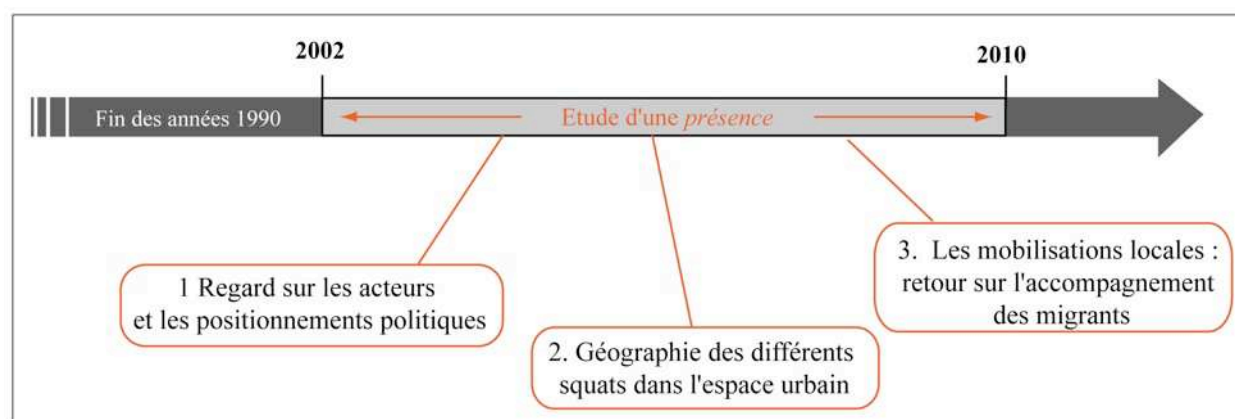 2002
2010
Fin des années 1990
Etude d'une présence
1 Regard sur les acteurs
et les positionnements politiques
2. Géographie des différents
squats dans l'espace urbain
3. Les mobilisations locales :
retour sur l'accompagnement
des migrants